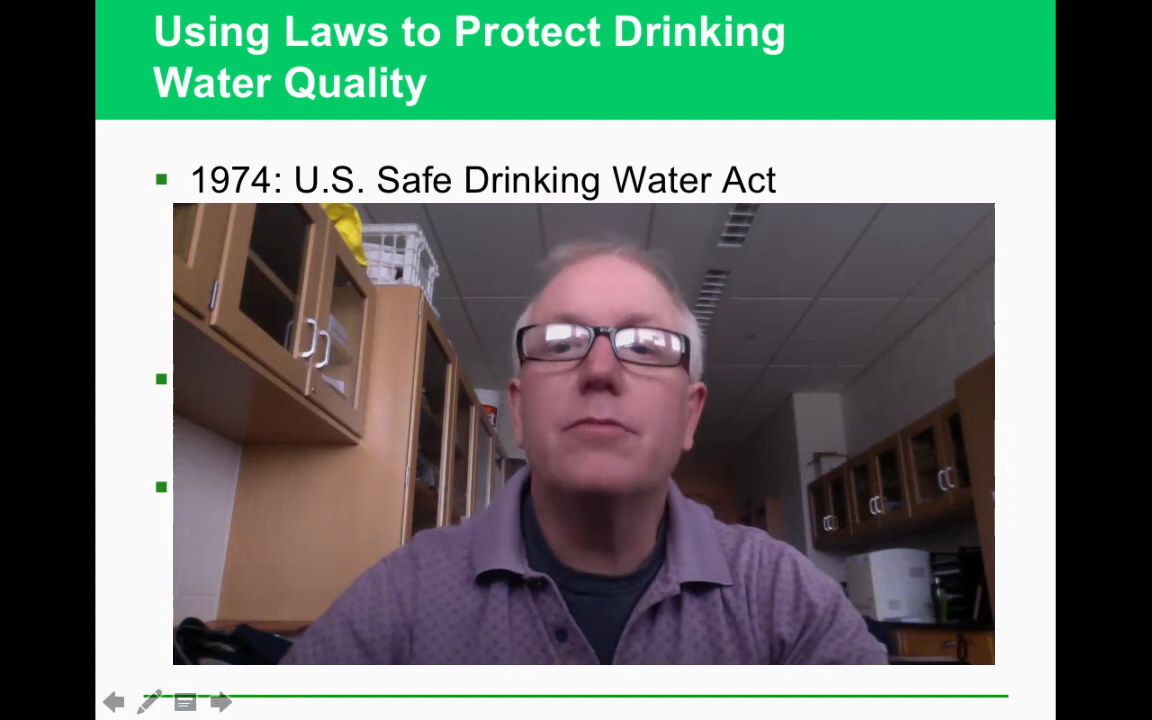 Using Laws to Protect Drinking
Water Quality
1974: U.S. Safe Drinking Water Act